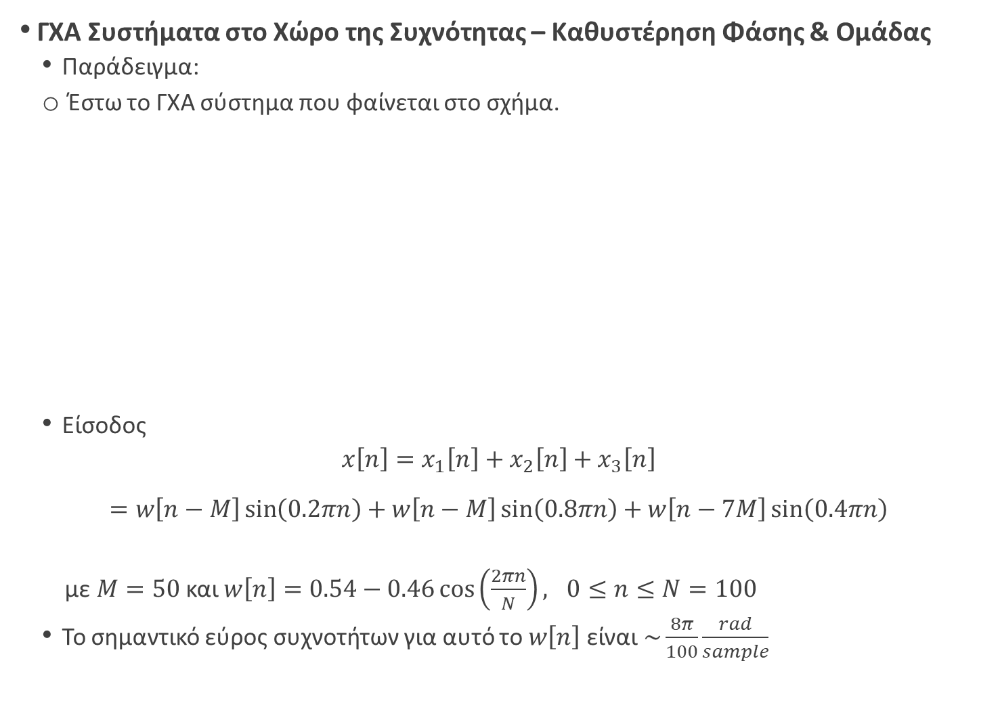 • ΓΧΑ Συστήματα στο Χώρο της Συχνότητας – Καθυστέρηση Φάσης & Ομάδας
• Παράδειγμα:
○ Έστω το ΓΧΑ σύστημα που φαίνεται στο σχήμα.
• Είσοδος
x[n] = x₁[n] + x₂[n] + x₃[n]
= w[n − M] sin(0.2πn) + w[n − M] sin(0.8πn) + w[n − 7M] sin(0.4πn)
με M = 50 και w[n] = 0.54 − 0.46 cos(2πn/N), 0 ≤ n ≤ N = 100
• Το σημαντικό εύρος συχνοτήτων για αυτό το w[n] είναι ~ 8π/100 rad/sample